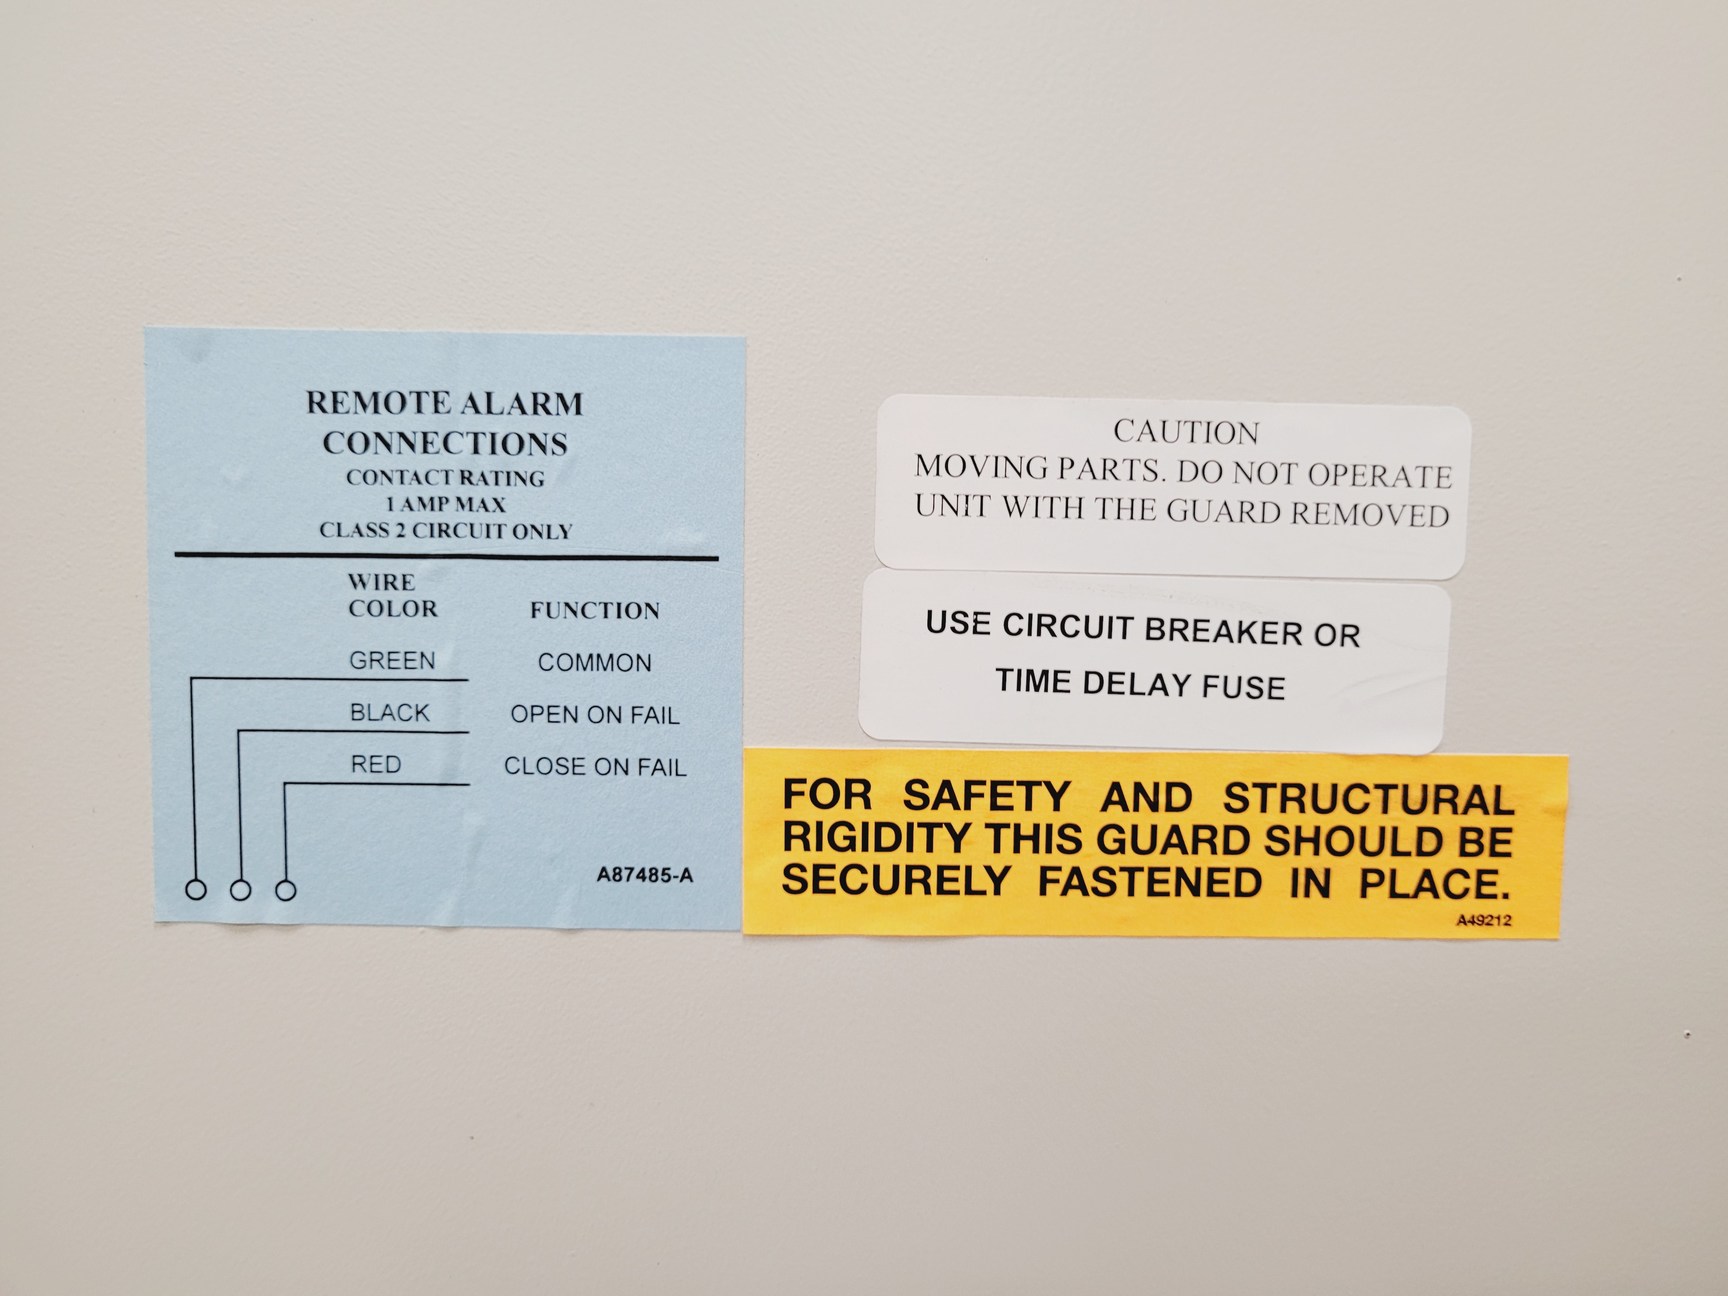 REMOTE ALARM
CONNECTIONS
CONTACT RATING
1 AMP MAX
CLASS 2 CIRCUIT ONLY
WIRE
COLOR FUNCTION
GREEN COMMON
BLACK OPEN ON FAIL
RED CLOSE ON FAIL
A87485-A
CAUTION
MOVING PARTS. DO NOT OPERATE
UNIT WITH THE GUARD REMOVED
USE CIRCUIT BREAKER OR
TIME DELAY FUSE
FOR SAFETY AND STRUCTURAL
RIGIDITY THIS GUARD SHOULD BE
SECURELY FASTENED IN PLACE.
A49212